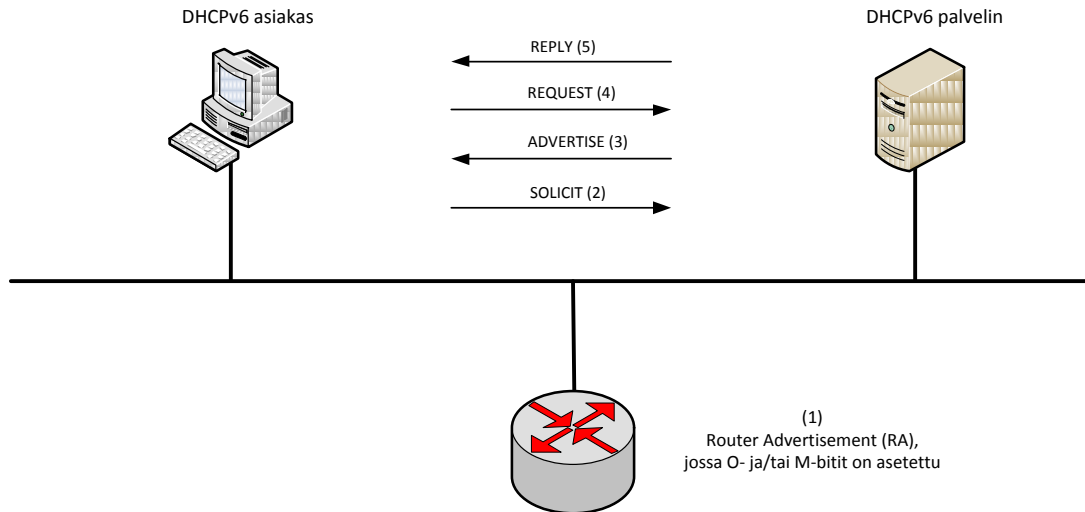 DHCPv6 asiakas
DHCPv6 palvelin
REPLY (5)
REQUEST (4)
ADVERTISE (3)
SOLICIT (2)
(1)
Router Advertisement (RA),
jossa O- ja/tai M-bitit on asetettu